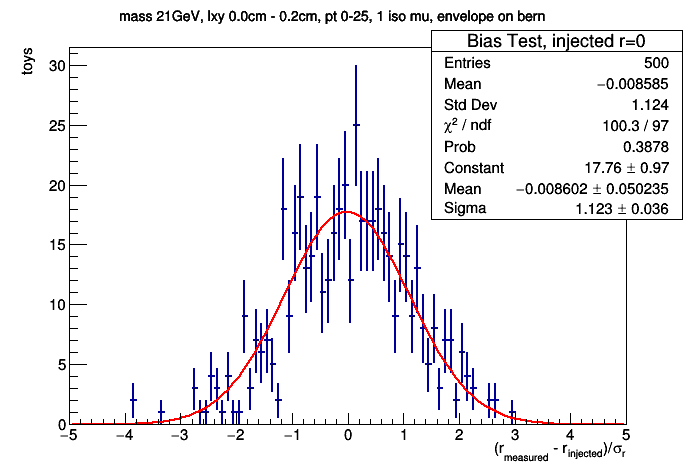 mass 21GeV, lxy 0.0cm - 0.2cm, pt 0-25, 1 iso mu, envelope on bern
Bias Test, injected r=0
Entries 500
Mean −0.008585
Std Dev 1.124
χ² / ndf 100.3 / 97
Prob 0.3878
Constant 17.76 ± 0.97
Mean −0.008602 ± 0.050235
Sigma 1.123 ± 0.036
toys
30
25
20
15
10
5
0
−5 −4 −3 −2 −1 0 1 2 3 4 5
(r_measured - r_injected)/σ_r